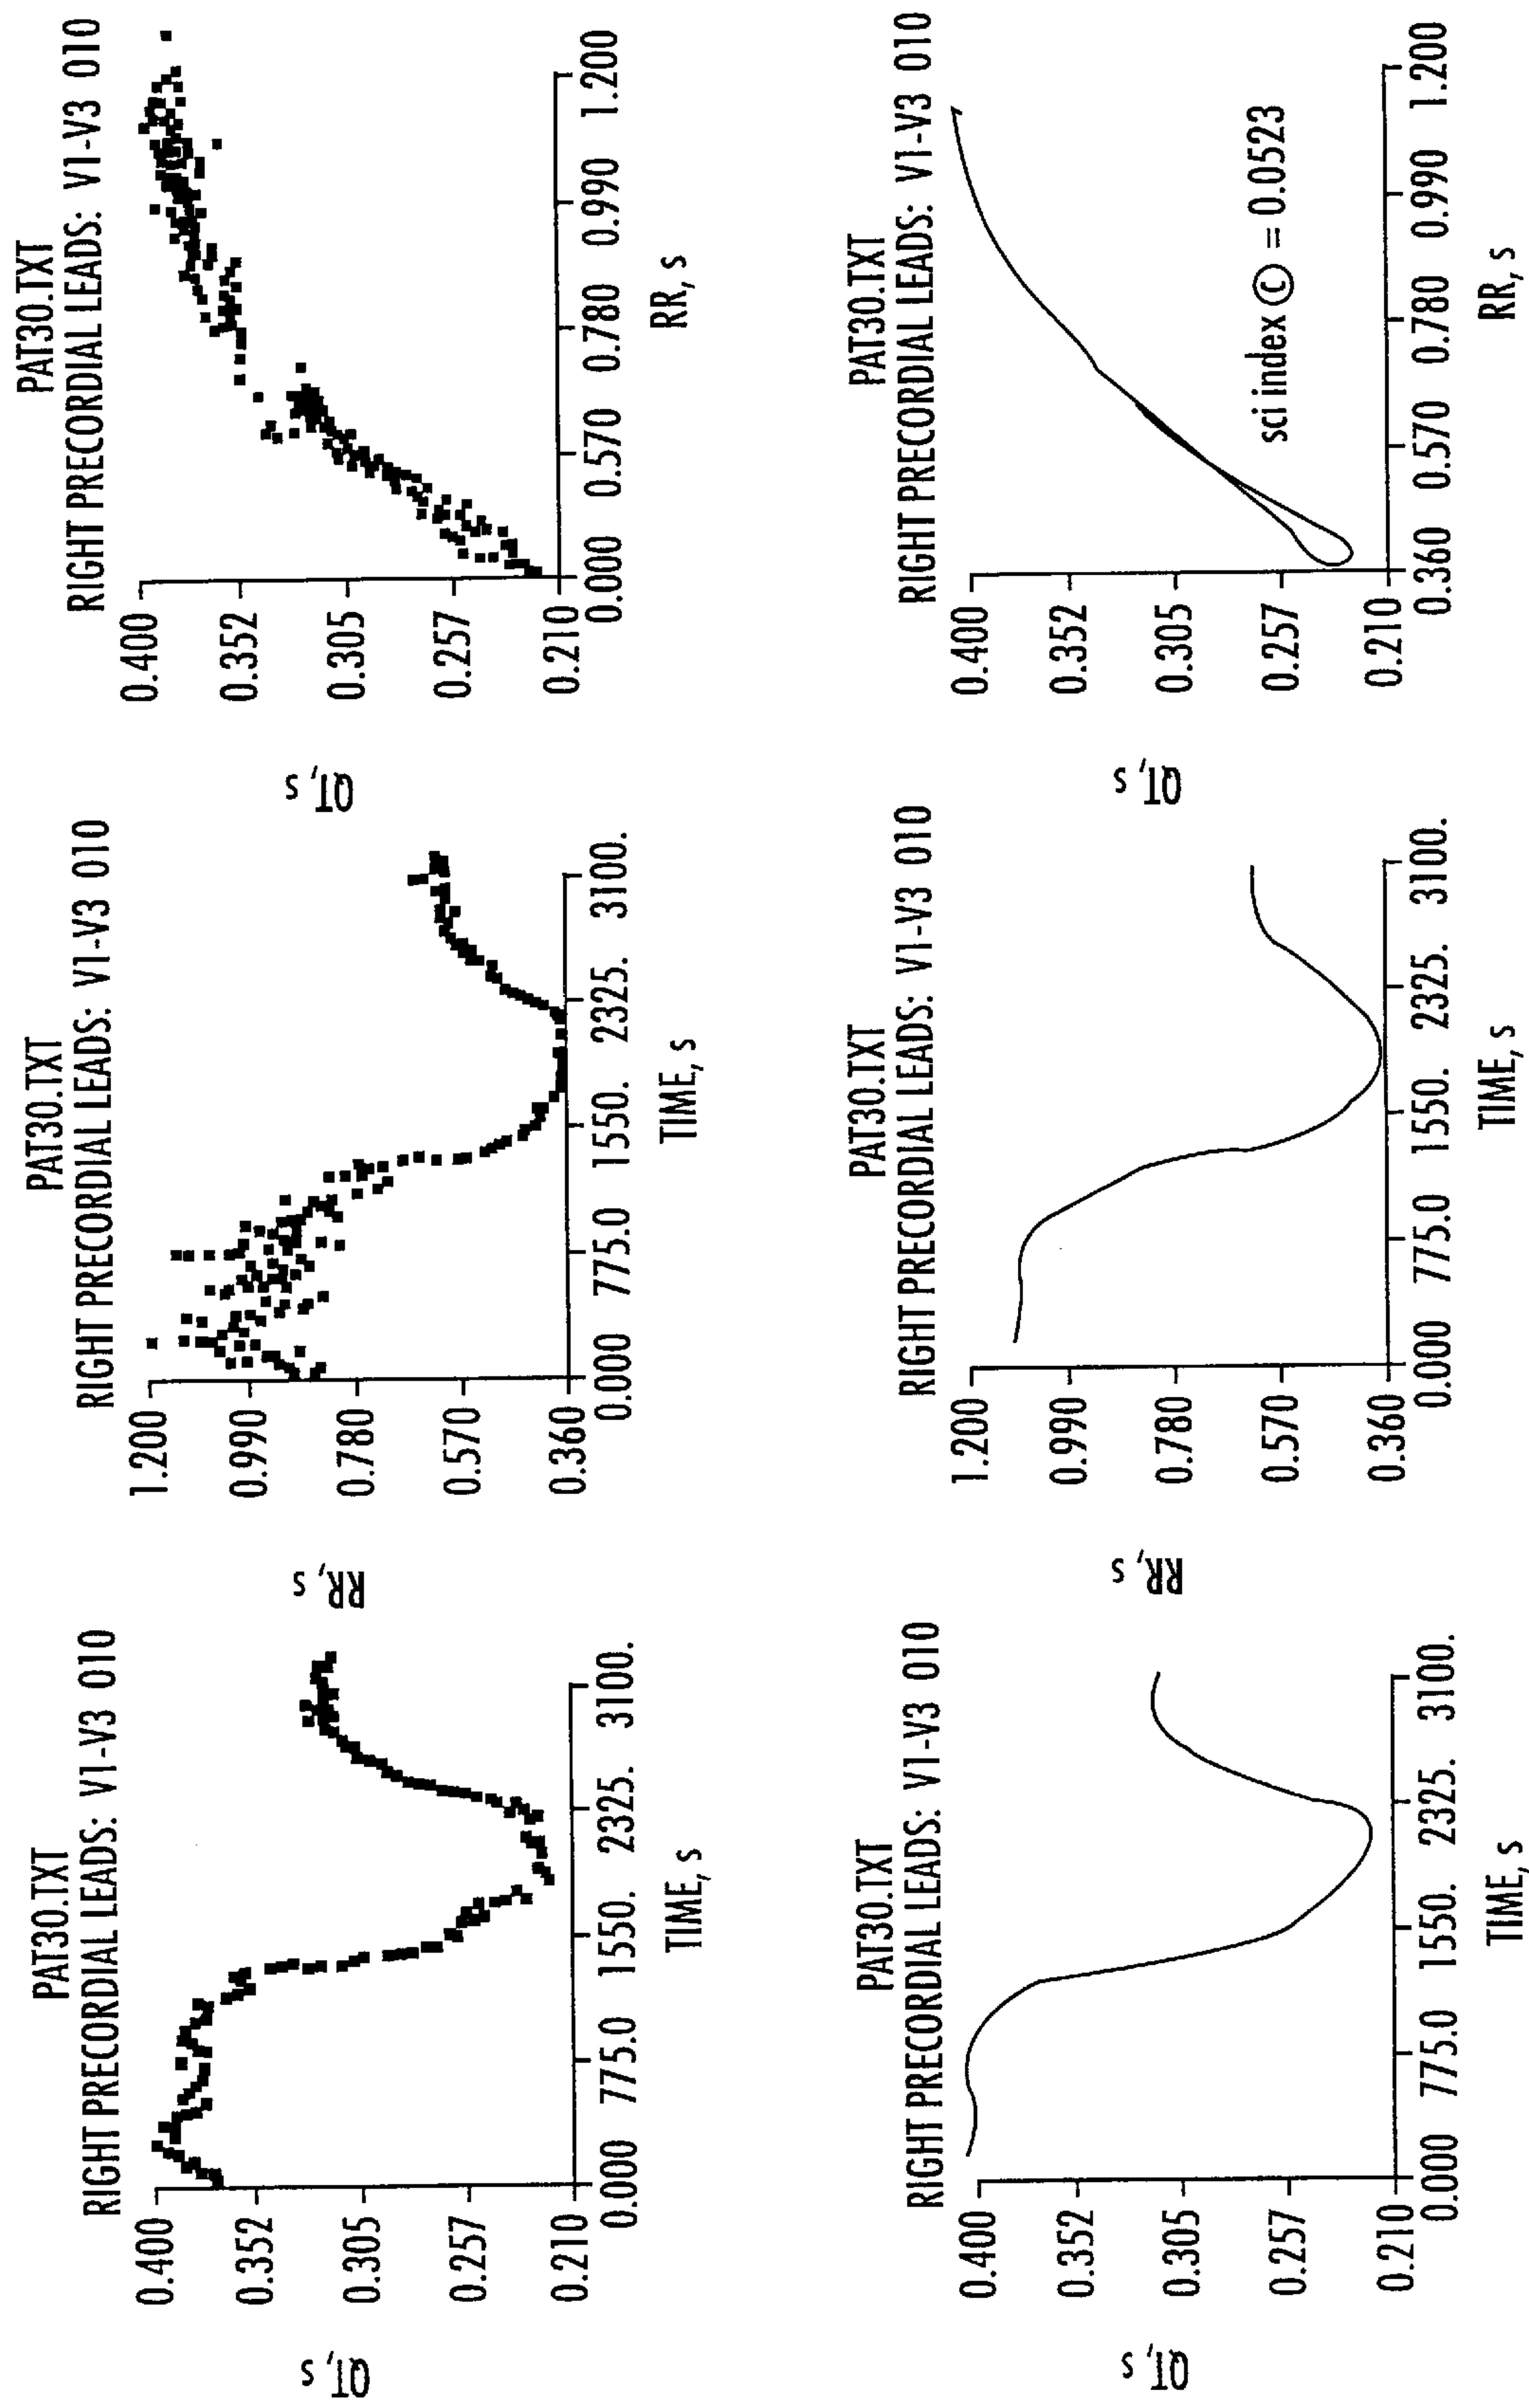 PAT30.TXT
RIGHT PRECORDIAL LEADS: V1-V3 010
QT, s
0.400
0.352
0.305
0.257
0.210
0.000 775.0 1550. 2325. 3100.
TIME, s
PAT30.TXT
RIGHT PRECORDIAL LEADS: V1-V3 010
RR, s
1.200
0.990
0.780
0.570
0.360
0.000 775.0 1550. 2325. 3100.
TIME, s
PAT30.TXT
RIGHT PRECORDIAL LEADS: V1-V3 010
QT, s
0.400
0.352
0.305
0.257
0.210
0.000 0.570 0.780 0.990 1.200
RR, s
PAT30.TXT
RIGHT PRECORDIAL LEADS: V1-V3 010
QT, s
0.400
0.352
0.305
0.257
0.210
0.000 775.0 1550. 2325. 3100.
TIME, s
PAT30.TXT
RIGHT PRECORDIAL LEADS: V1-V3 010
RR, s
1.200
0.990
0.780
0.570
0.360
0.000 775.0 1550. 2325. 3100.
TIME, s
PAT30.TXT
RIGHT PRECORDIAL LEADS: V1-V3 010
QT, s
0.400
0.352
0.305
0.257
0.210
sci index Ⓒ = 0.0523
0.360 0.570 0.780 0.990 1.200
RR, s